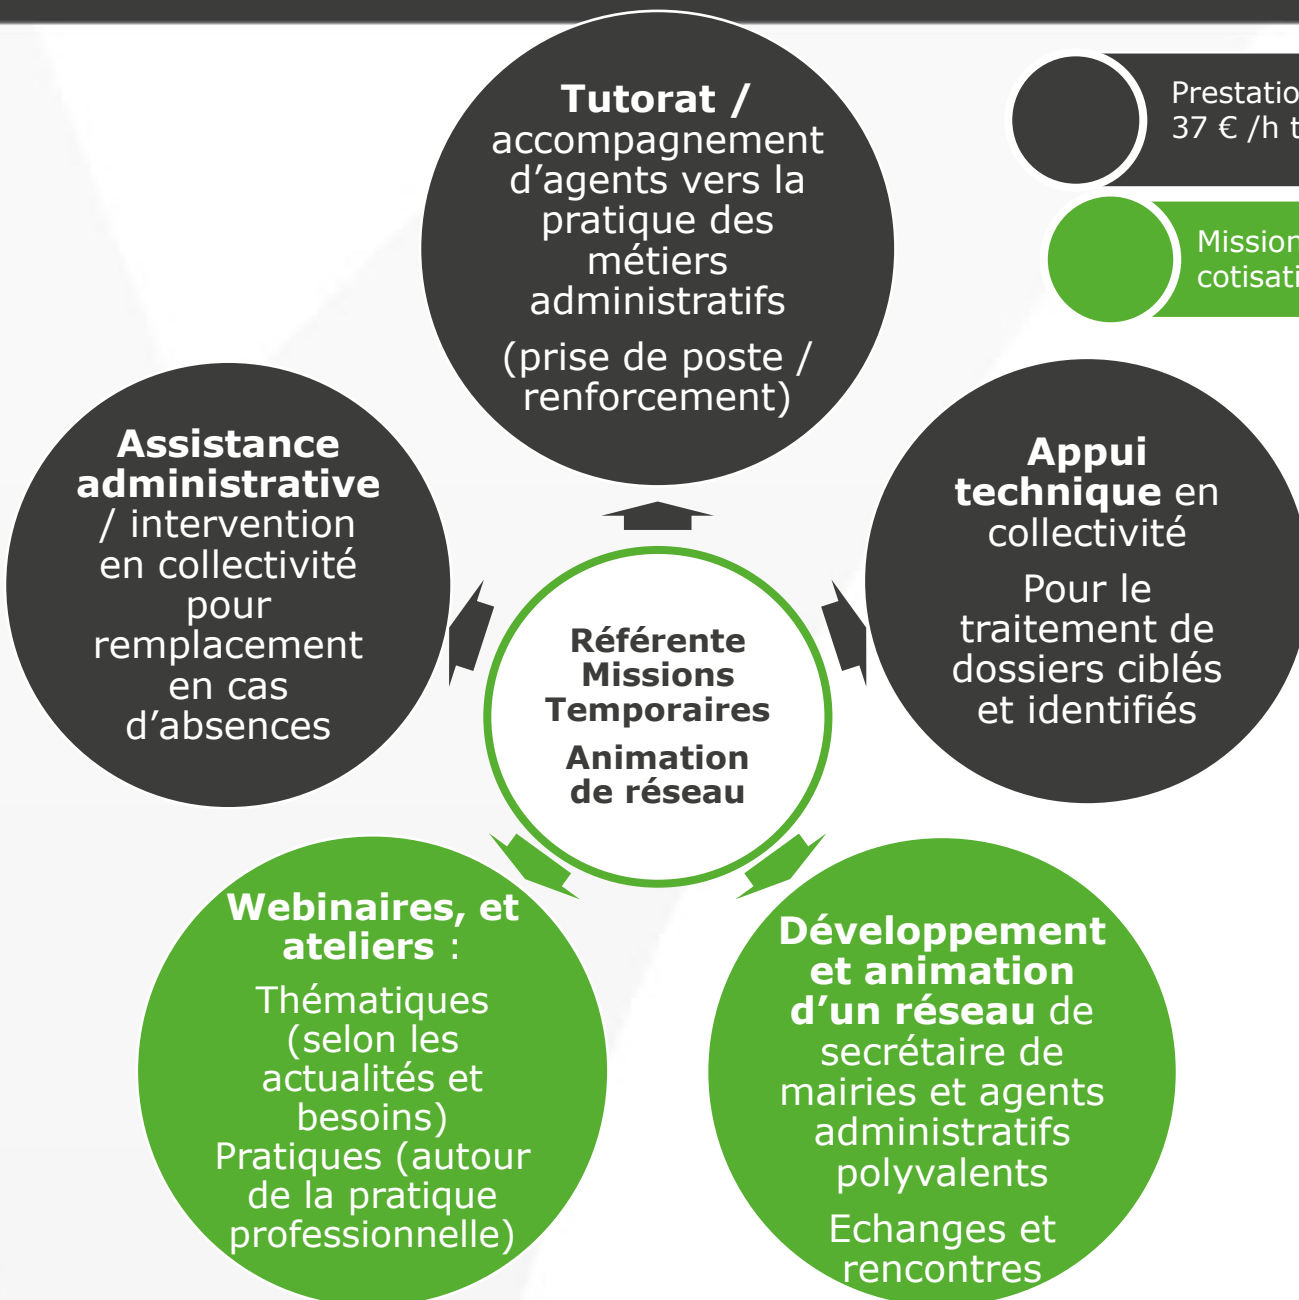 Tutorat /
accompagnement
d’agents vers la
pratique des
métiers
administratifs
(prise de poste /
renforcement)
37 € /h
Assistance
administrative
/ intervention
en collectivité
pour
remplacement
en cas
d’absences
Appui
technique en
collectivité
Pour le
traitement de
dossiers ciblés
et identifiés
Référente
Missions
Temporaires
Animation
de réseau
Webinaires, et
ateliers :
Thématiques
(selon les
actualités et
besoins)
Pratiques (autour
de la pratique
professionnelle)
Développement
et animation
d’un réseau de
secrétaire de
mairies et agents
administratifs
polyvalents
Echanges et
rencontres